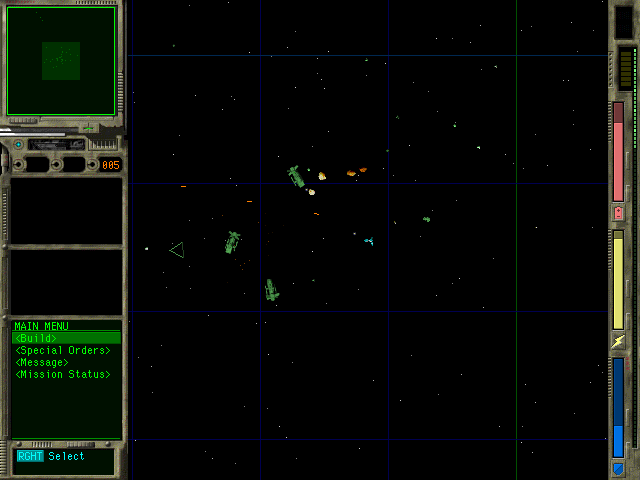 005
MAIN MENU
<Build>
<Special Orders>
<Message>
<Mission Status>
RGHT Select